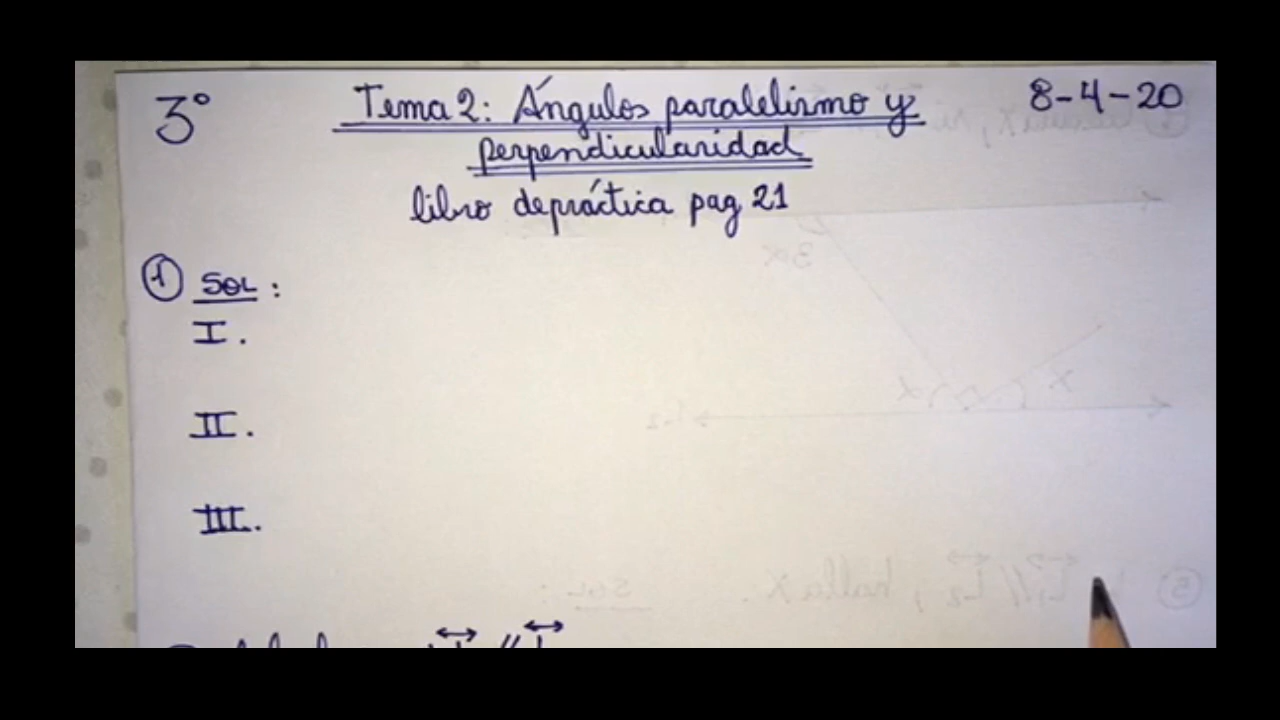 3° Tema 2: Ángulos paralelismo y 8-4-20
perpendicularidad
libro de práctica pag 21
① SOL:
I.
II.
III.